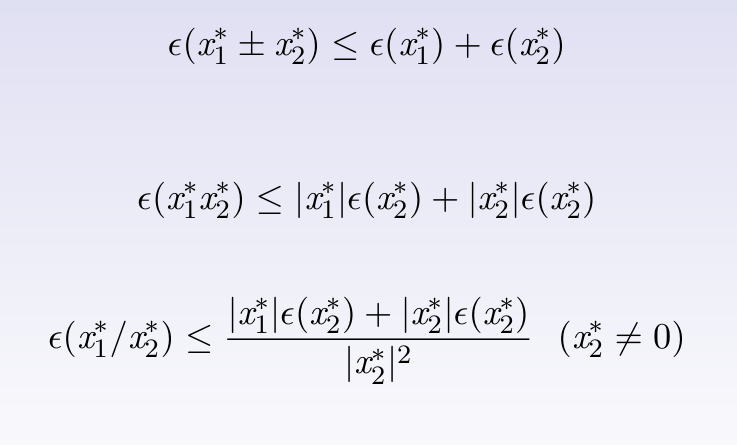 ϵ(x₁* ± x₂*) ≤ ϵ(x₁*) + ϵ(x₂*)
ϵ(x₁*x₂*) ≤ |x₁*|ϵ(x₂*) + |x₂*|ϵ(x₂*)
ϵ(x₁*/x₂*) ≤ (|x₁*|ϵ(x₂*) + |x₂*|ϵ(x₂*)) / |x₂*|² (x₂* ≠ 0)